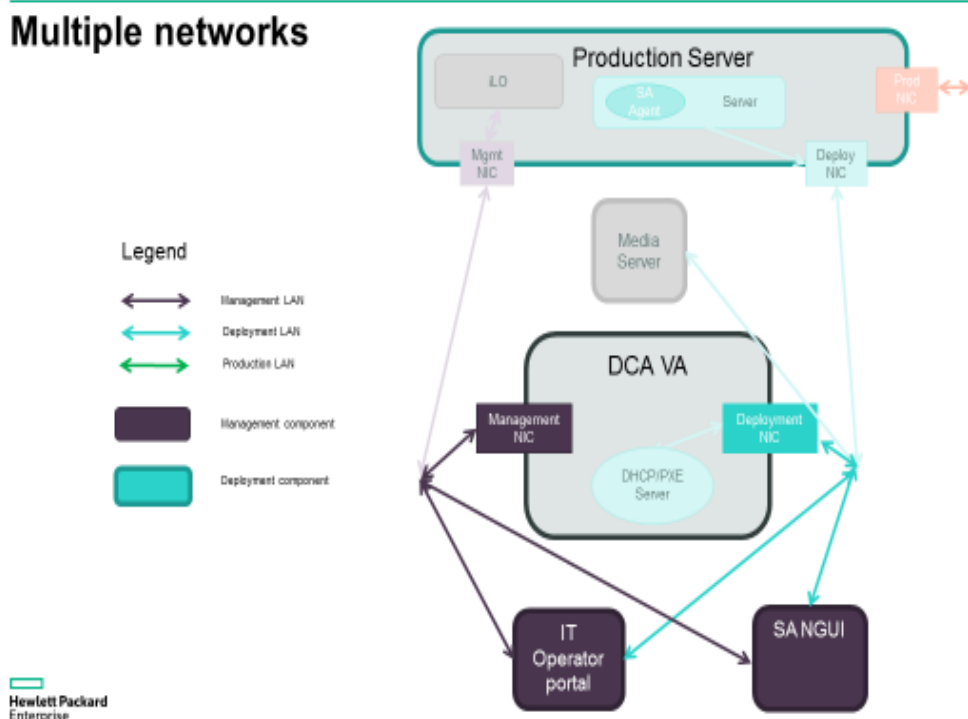 Multiple networks
Production Server
iLO
SA
Agent
Server
Prod
NIC
Mgmt
NIC
Deploy
NIC
Media
Server
Legend
Management LAN
Deployment LAN
Production LAN
Management component
Deployment component
DCA VA
Management
NIC
Deployment
NIC
DHCP/PXE
Server
IT
Operator
portal
SA NGUI
Hewlett Packard
Enterprise